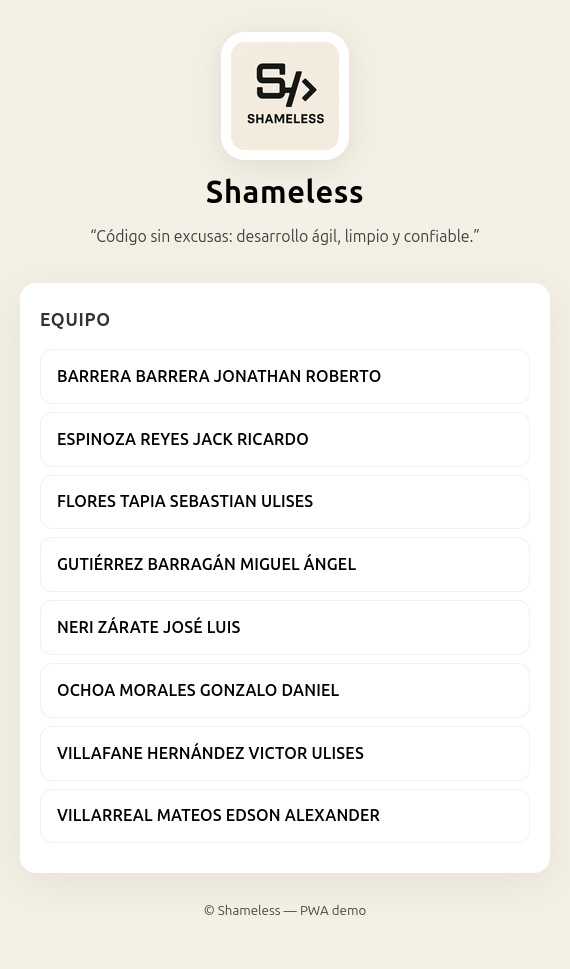 S/>
SHAMELESS
Shameless
“Código sin excusas: desarrollo ágil, limpio y confiable.”
EQUIPO
BARRERA BARRERA JONATHAN ROBERTO
ESPINOZA REYES JACK RICARDO
FLORES TAPIA SEBASTIAN ULISES
GUTIÉRREZ BARRAGÁN MIGUEL ÁNGEL
NERI ZÁRATE JOSÉ LUIS
OCHOA MORALES GONZALO DANIEL
VILLAFANE HERNÁNDEZ VICTOR ULISES
VILLARREAL MATEOS EDSON ALEXANDER
© Shameless — PWA demo